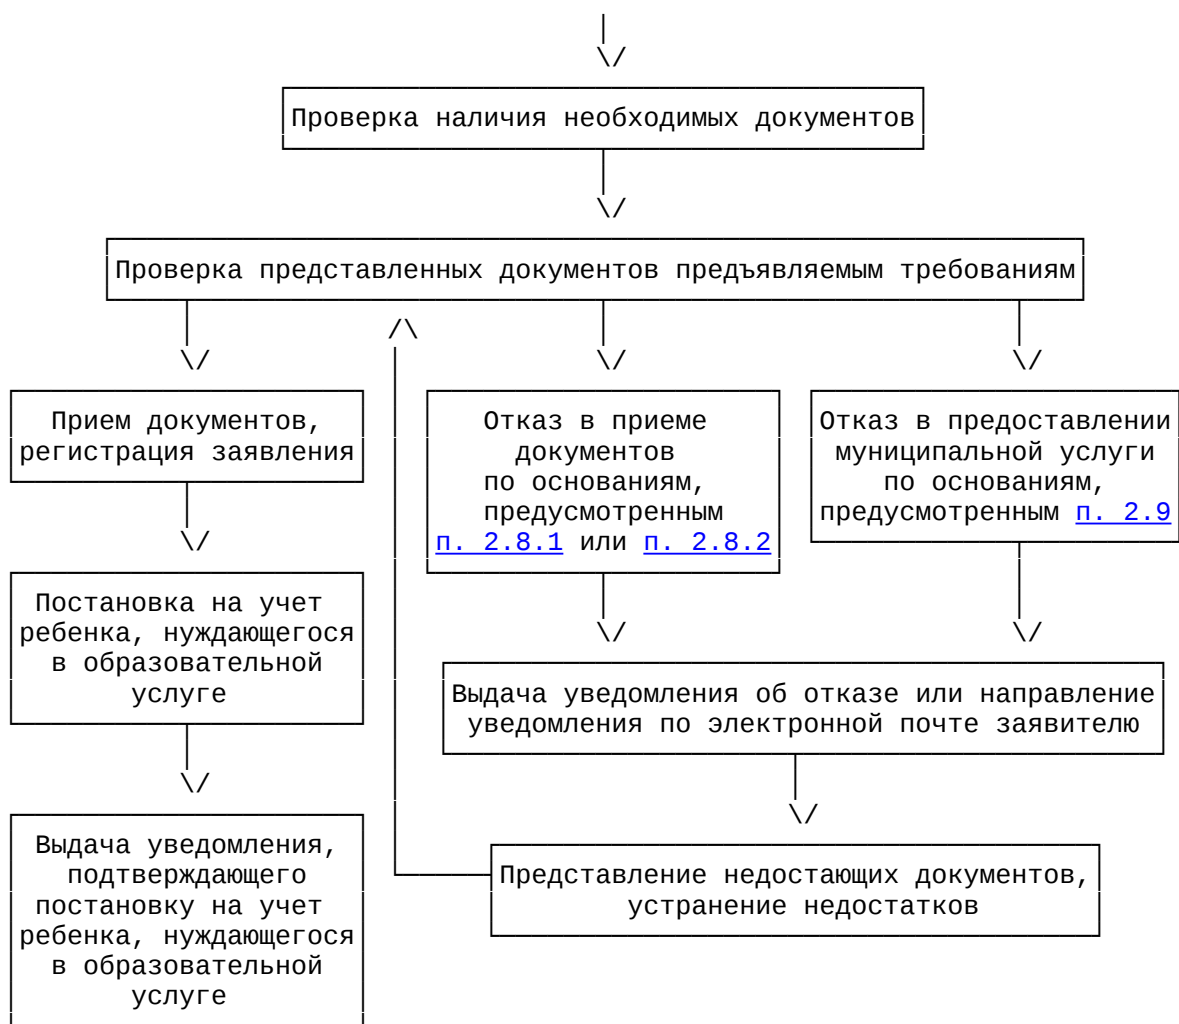 Проверка наличия необходимых документов
Проверка представленных документов предъявляемым требованиям
Прием документов,
регистрация заявления
Отказ в приеме
документов
по основаниям,
предусмотренным
п. 2.8.1 или п. 2.8.2
Отказ в предоставлении
муниципальной услуги
по основаниям,
предусмотренным п. 2.9
Постановка на учет
ребенка, нуждающегося
в образовательной
услуге
Выдача уведомления об отказе или направление
уведомления по электронной почте заявителю
Выдача уведомления,
подтверждающего
постановку на учет
ребенка, нуждающегося
в образовательной
услуге
Представление недостающих документов,
устранение недостатков